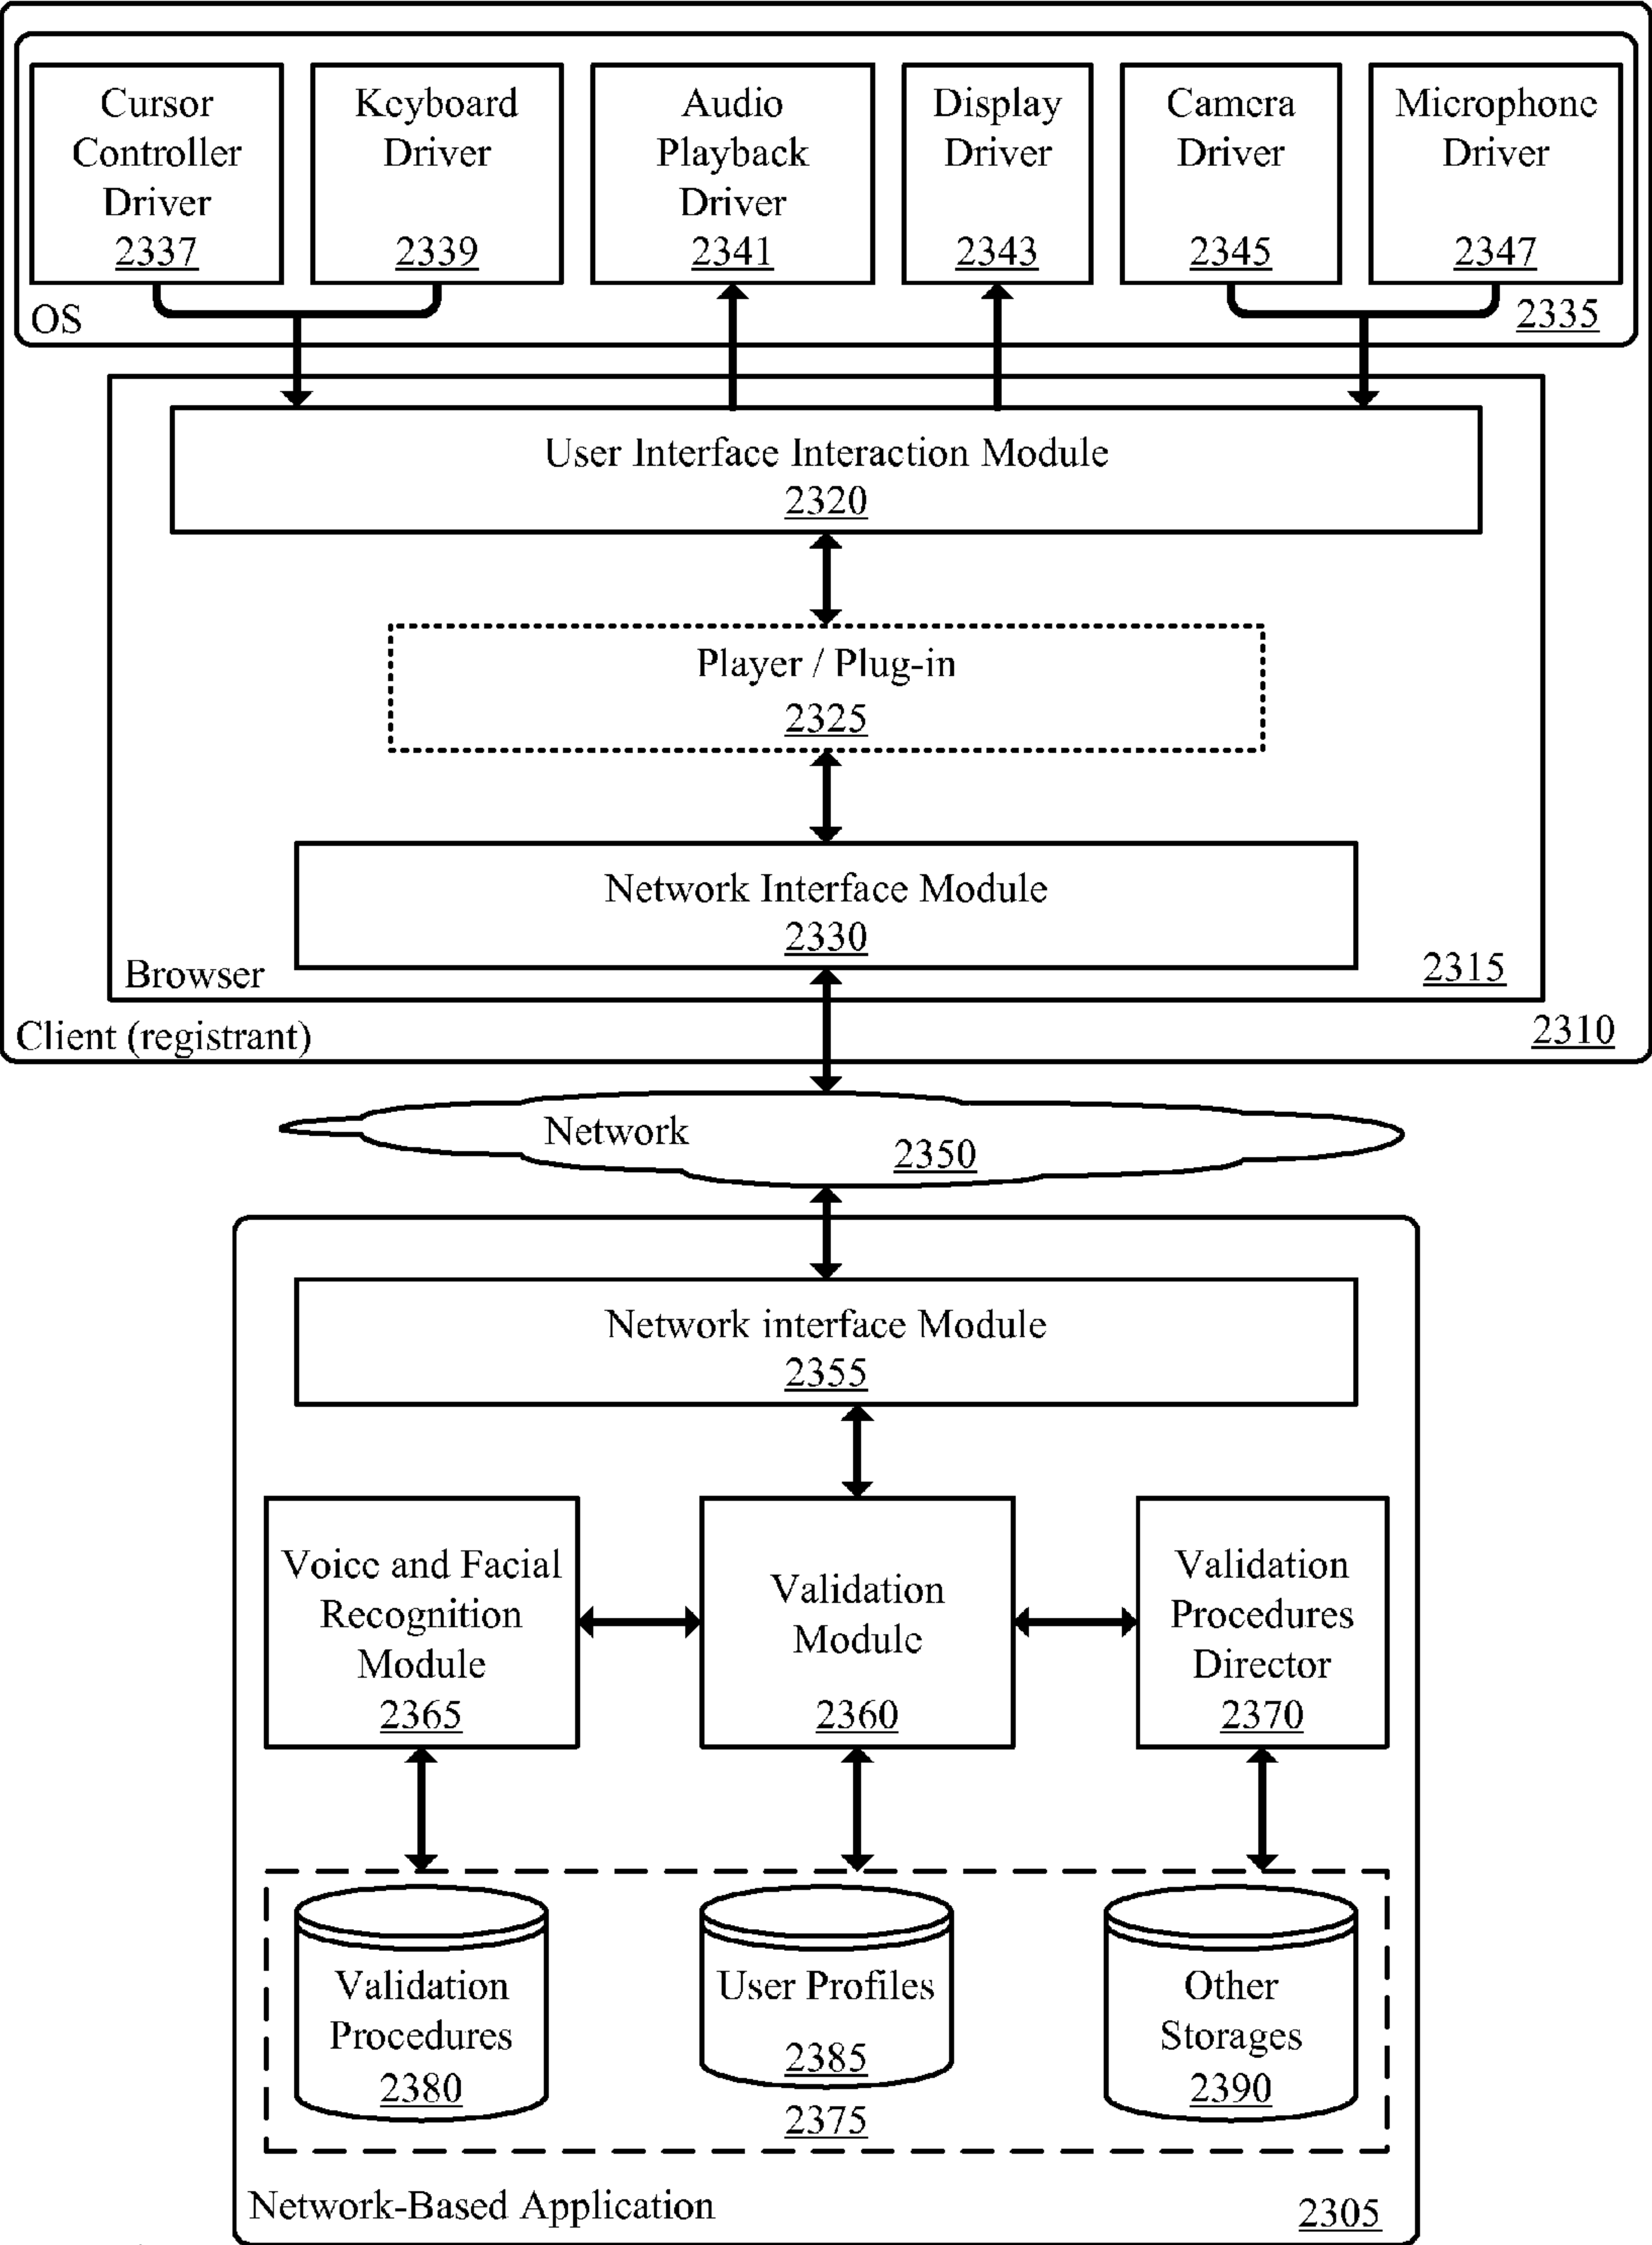 Cursor
Controller
Driver
2337
Keyboard
Driver
2339
Audio
Playback
Driver
2341
Display
Driver
2343
Camera
Driver
2345
Microphone
Driver
2347
OS
2335
User Interface Interaction Module
2320
Player / Plug-in
2325
Network Interface Module
2330
Browser
2315
Client (registrant)
2310
Network
2350
Network interface Module
2355
Voice and Facial
Recognition
Module
2365
Validation
Module
2360
Validation
Procedures
Director
2370
Validation
Procedures
2380
User Profiles
2385
Other
Storages
2390
2375
Network-Based Application
2305